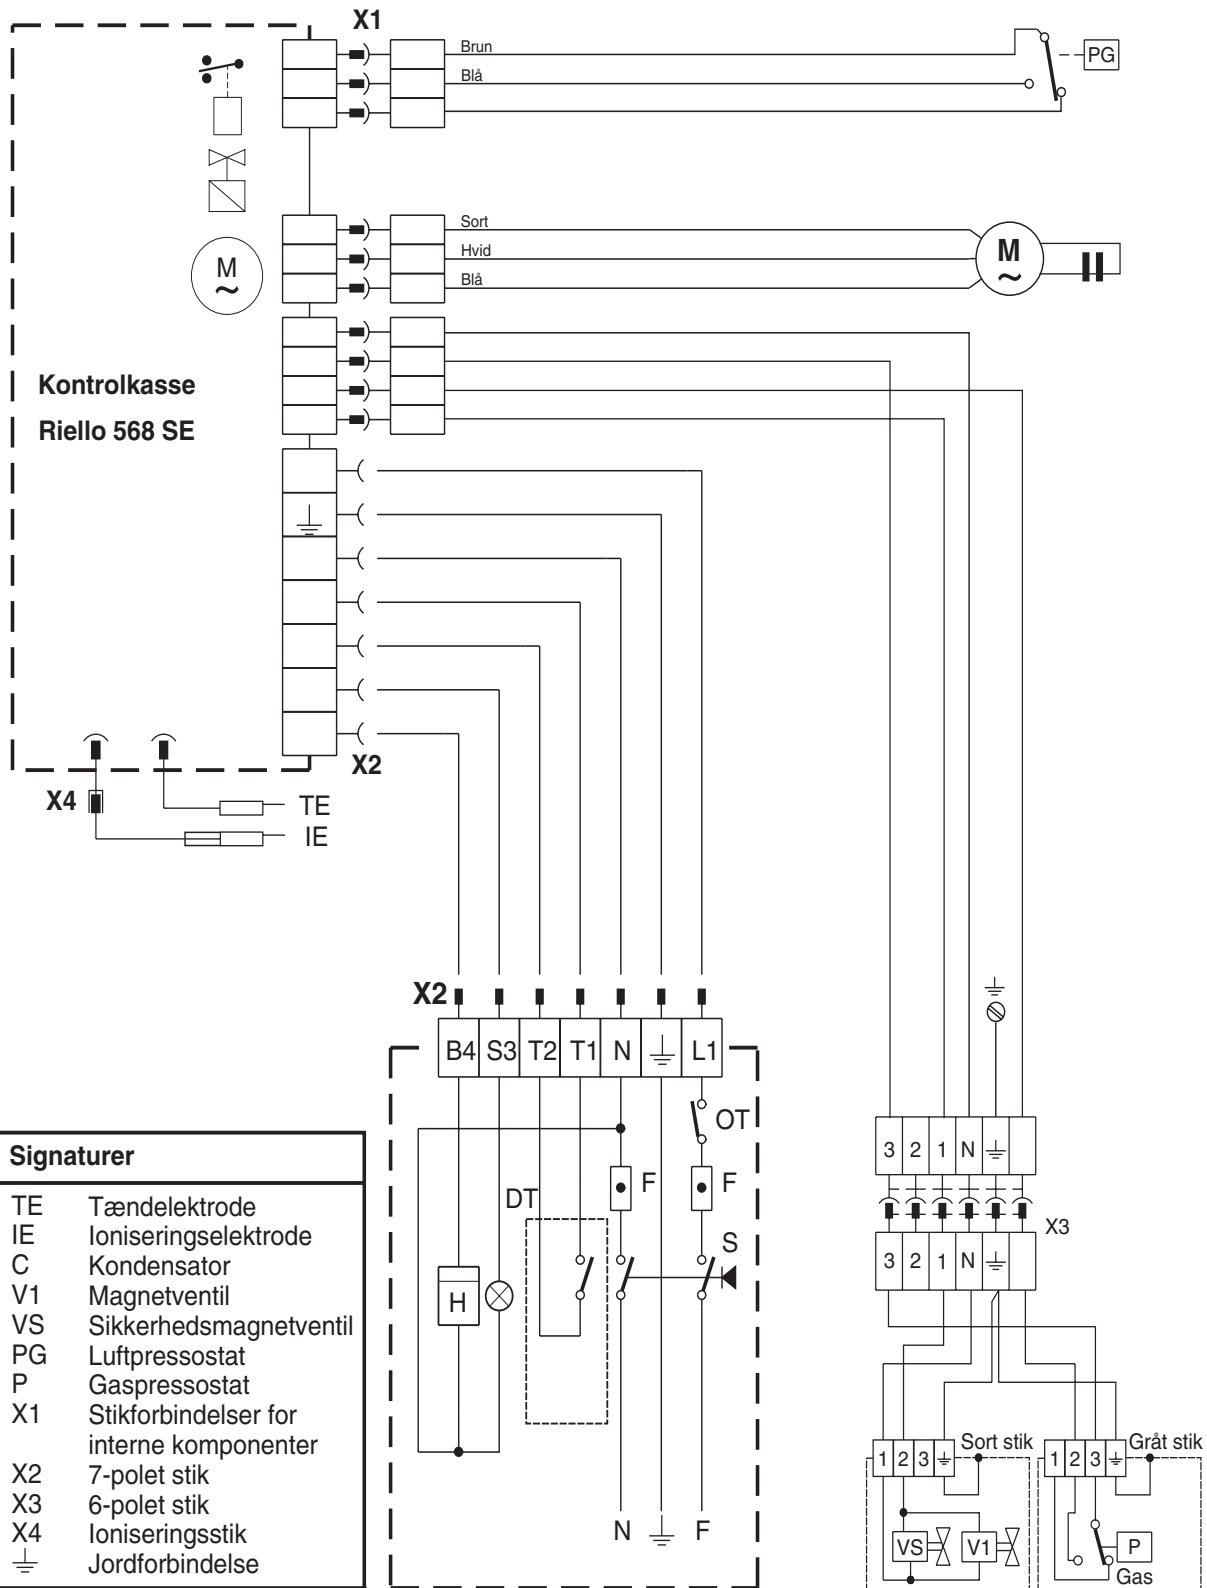 X1
Brun
Blå
PG
Sort
Hvid
Blå
M
~
M
~
Kontrolkasse
Riello 568 SE
X2
X4
TE
IE
X2
B4 S3 T2 T1 N L1
OT
F F
DT
S
H
N F
3 2 1 N
X3
3 2 1 N
Sort stik
1 2 3
Gråt stik
1 2 3
VS V1
P
Gas
Signaturer
TE Tændelektrode
IE Ioniseringselektrode
C Kondensator
V1 Magnetventil
VS Sikkerhedsmagnetventil
PG Luftpressostat
P Gaspressostat
X1 Stikforbindelser for
interne komponenter
X2 7-polet stik
X3 6-polet stik
X4 Ioniseringsstik
Jordforbindelse